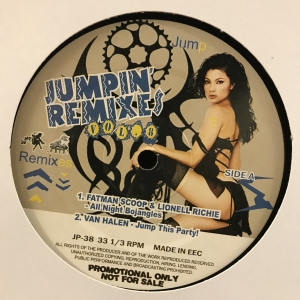 Jump
JUMPIN'
REMIXES
VOL.8
Remixes
SIDE A
1. FATMAN SCOOP & LIONELL RICHIE
- All Night Bojangles
2. VAN HALEN - Jump This Party!
JP-38 33 1/3 RPM MADE IN EEC
ALL RIGHTS OF THE PRODUCER AND OF THE WORK REPRODUCED RESERVED.
UNAUTHORIZED COPYING, REPRODUCTION, HIRING, LENDING,
PUBLIC PERFORMANCE AND BROADCASTING PROHIBITED.
PROMOTIONAL ONLY
NOT FOR SALE